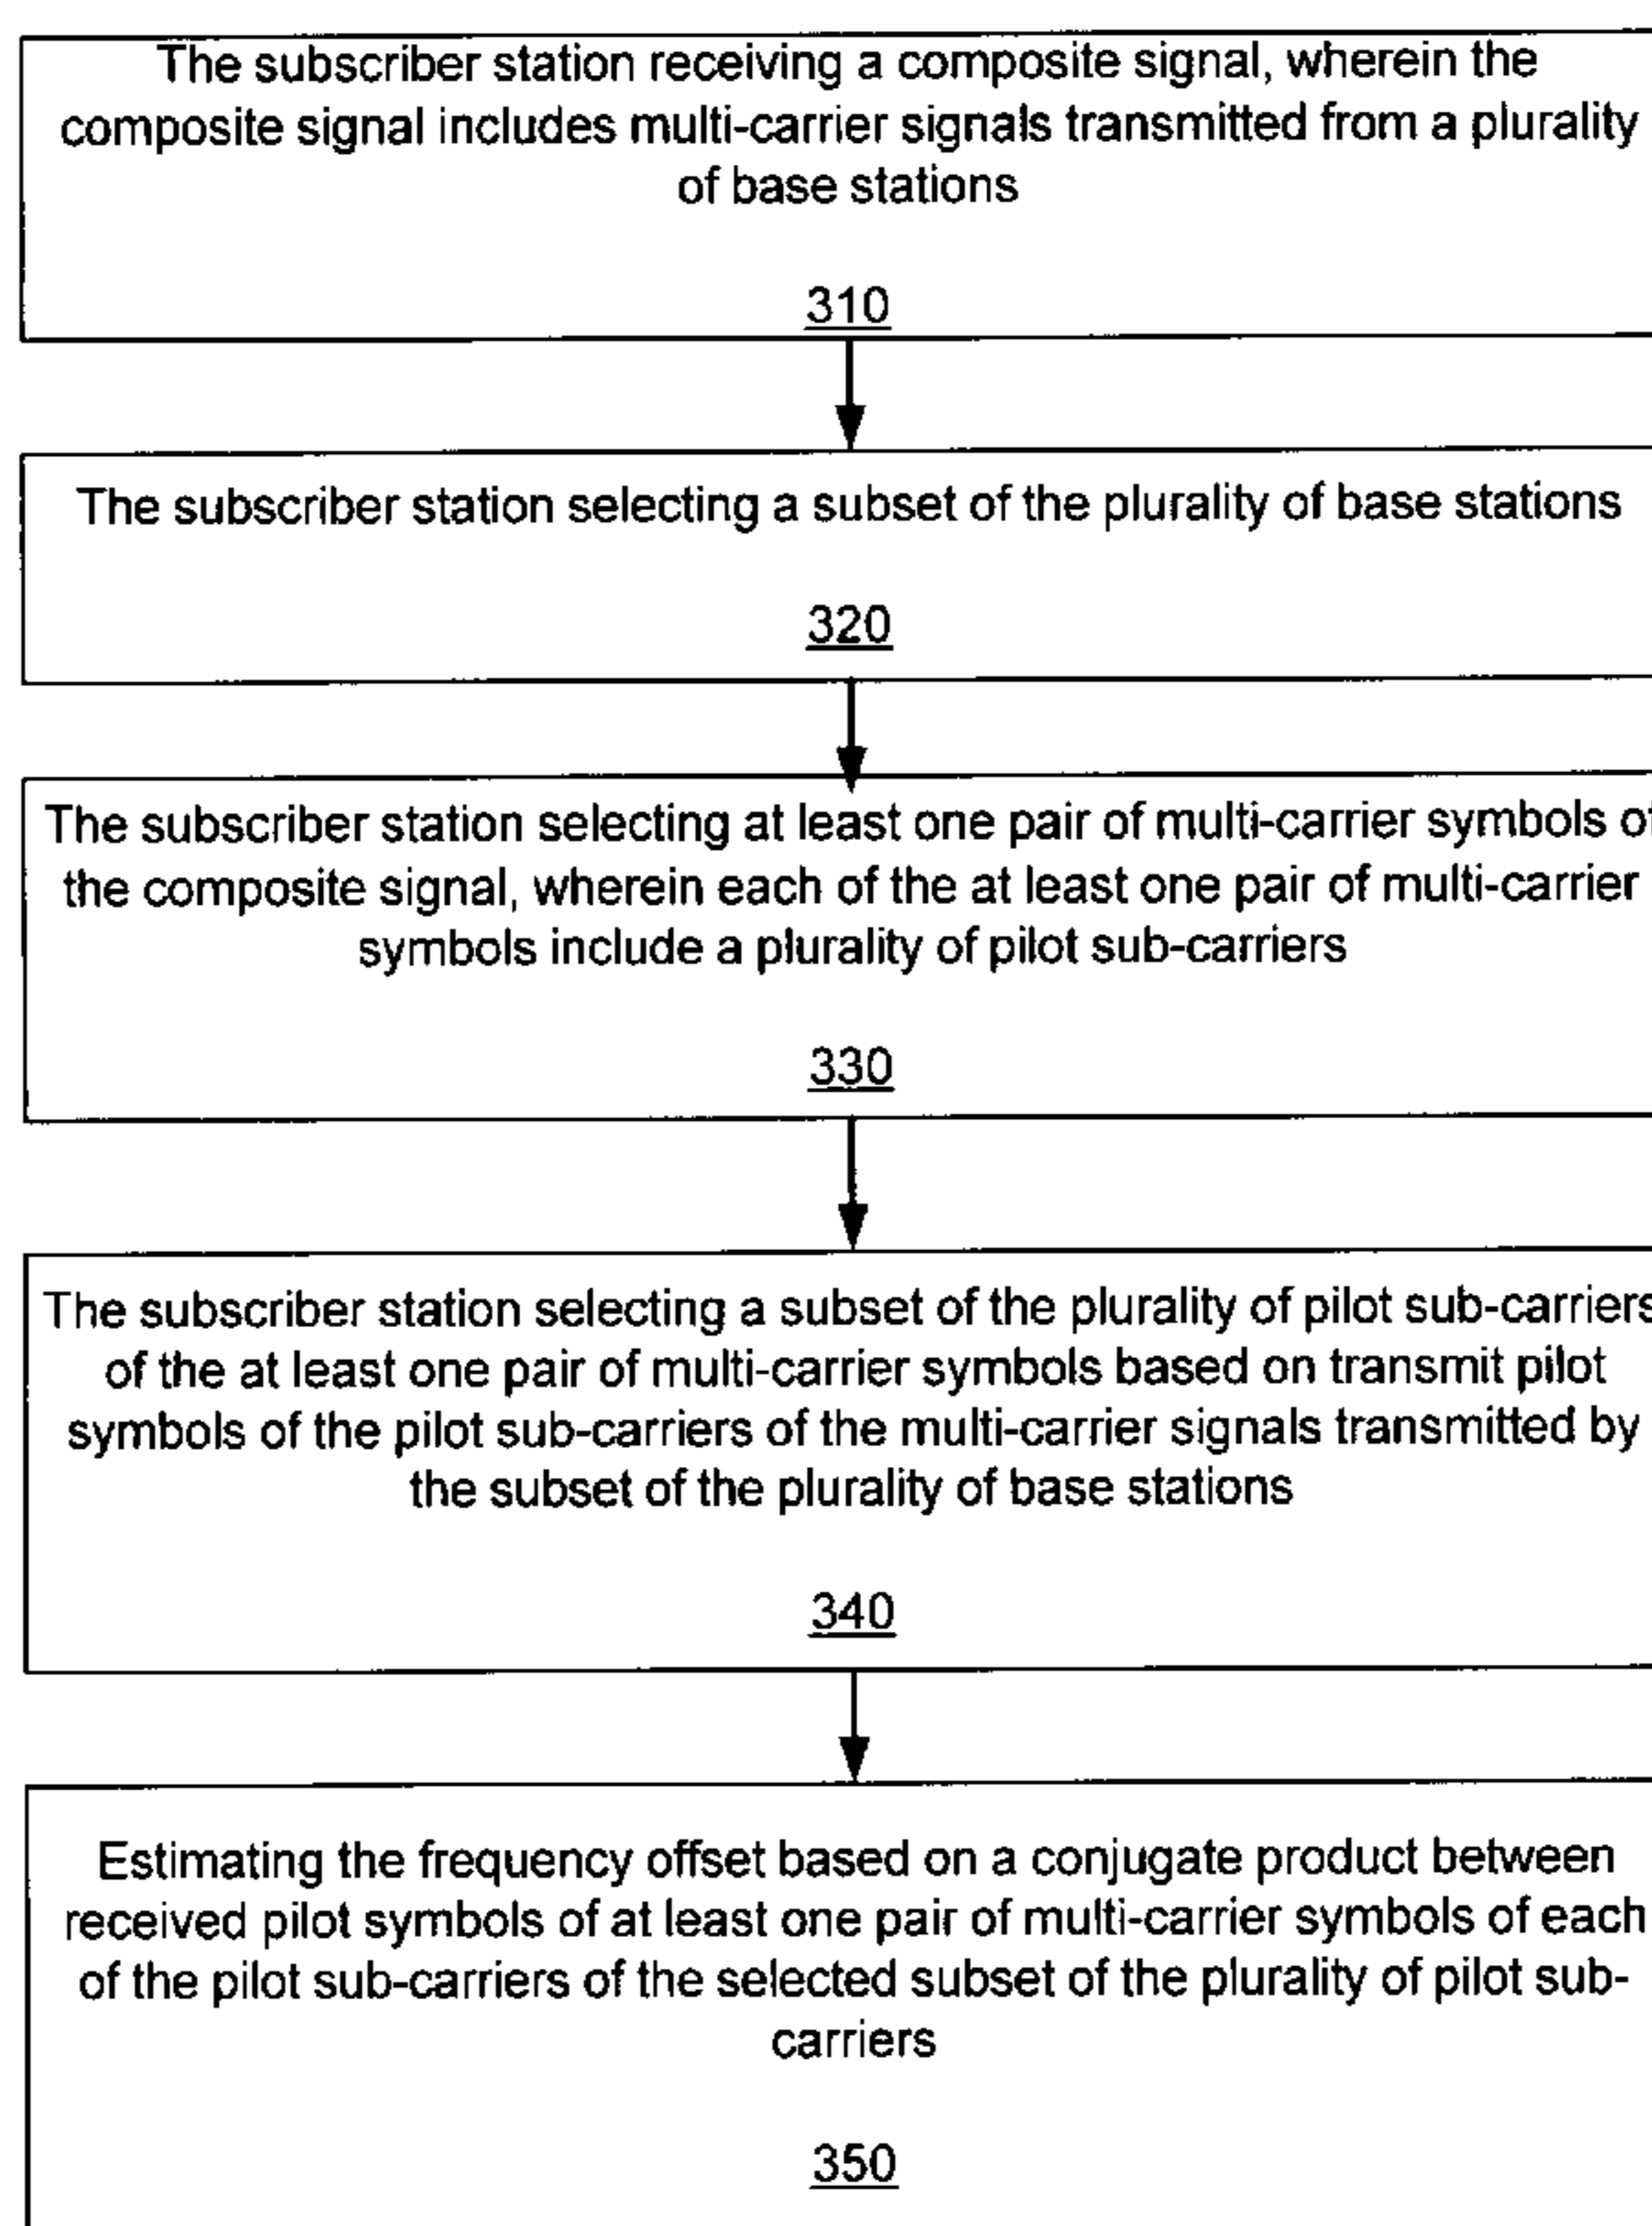 The subscriber station receiving a composite signal, wherein the
composite signal includes multi-carrier signals transmitted from a plurality
of base stations
310
The subscriber station selecting a subset of the plurality of base stations
320
The subscriber station selecting at least one pair of multi-carrier symbols of
the composite signal, wherein each of the at least one pair of multi-carrier
symbols include a plurality of pilot sub-carriers
330
The subscriber station selecting a subset of the plurality of pilot sub-carriers
of the at least one pair of multi-carrier symbols based on transmit pilot
symbols of the pilot sub-carriers of the multi-carrier signals transmitted by
the subset of the plurality of base stations
340
Estimating the frequency offset based on a conjugate product between
received pilot symbols of at least one pair of multi-carrier symbols of each
of the pilot sub-carriers of the selected subset of the plurality of pilot sub-
carriers
350